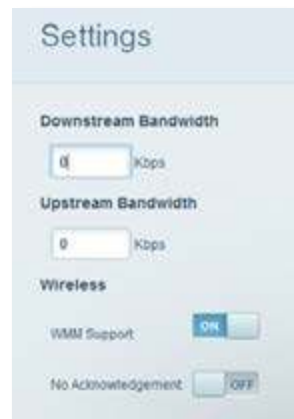 Settings
Downstream Bandwidth
0 Kbps
Upstream Bandwidth
0 Kbps
Wireless
WMM Support ON
No Acknowledgement OFF